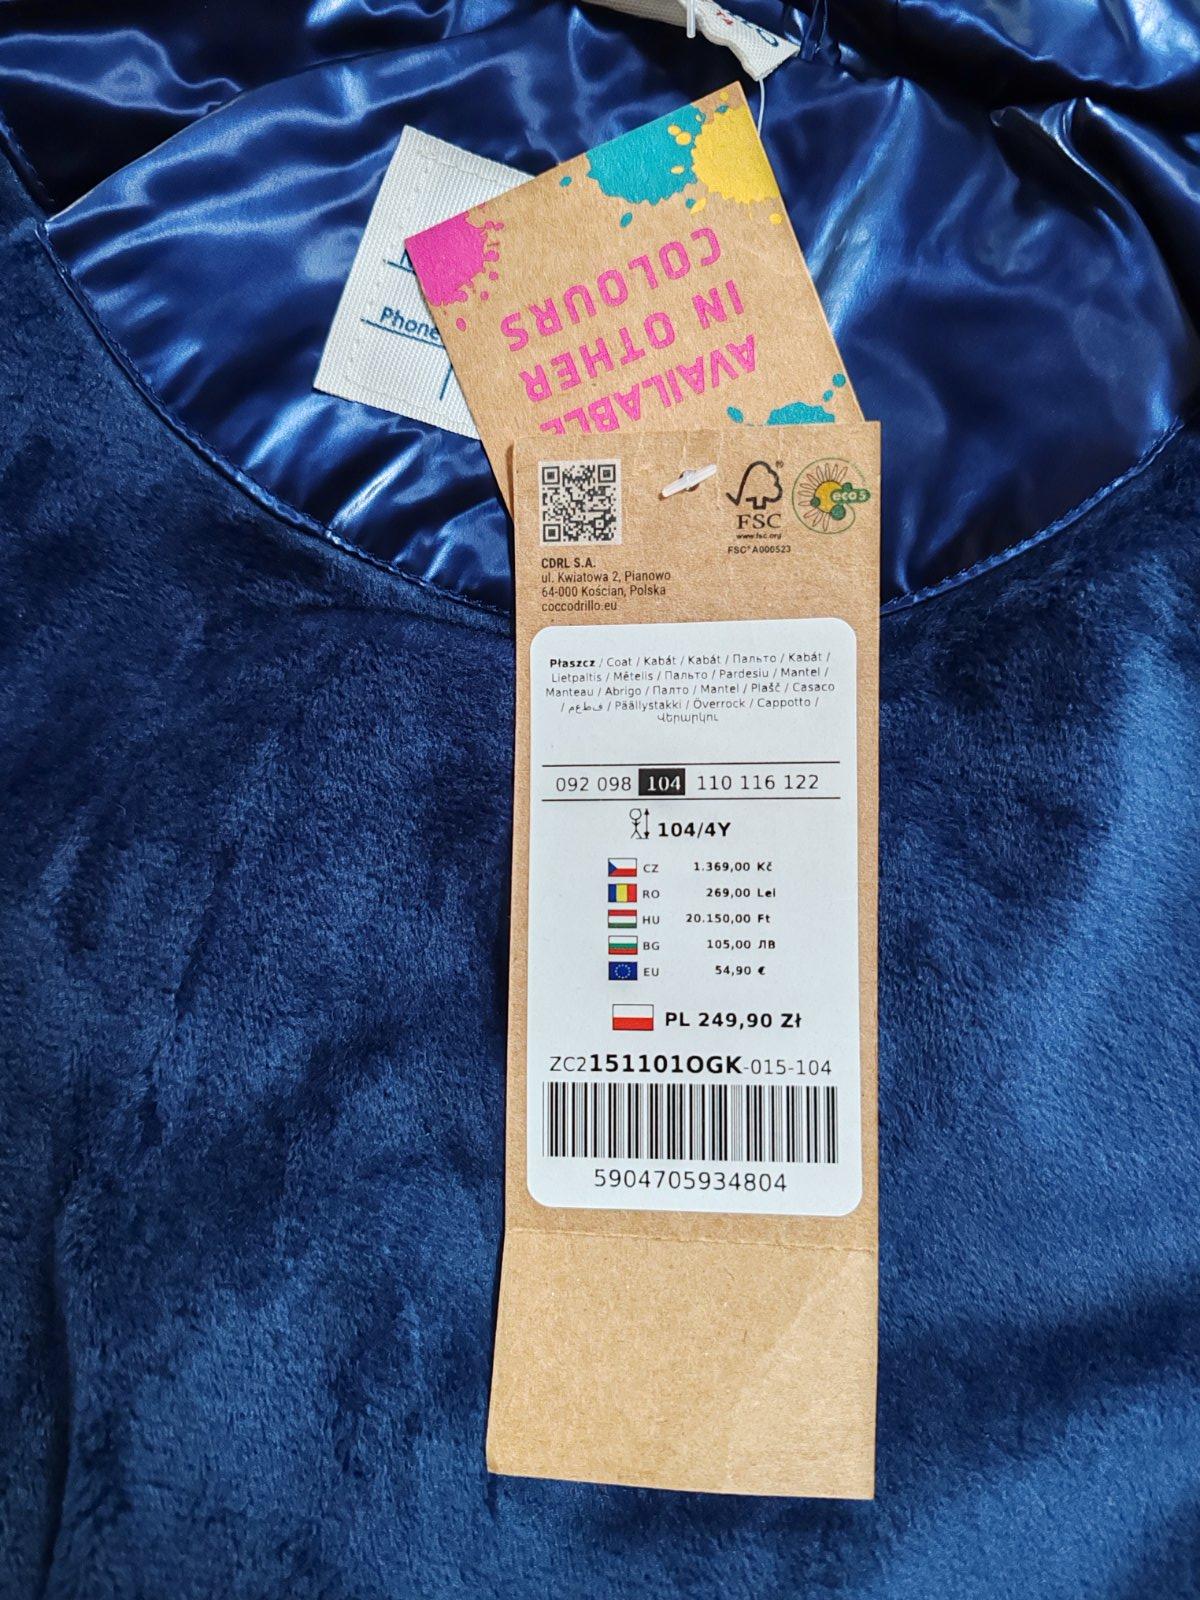 Phone
AVAILABLE
IN OTHER
COLOURS
FSC®
www.fsc.org
FSC® A000523
eco5
CDRL S.A.
ul. Kwiatowa 2, Pianowo
64-000 Kościan, Polska
coccodrillo.eu
Płaszcz / Coat / Kabát / Kabát / Пальто / Kabát /
Lietpaltis / Mētelis / Пальто / Pardesiu / Mantel /
Manteau / Abrigo / Палто / Mantel / Plašč / Casaco
/ معطف / Päällystakki / Överrock / Cappotto /
Վերարկու
092 098 104 110 116 122
104/4Y
CZ 1.369,00 Kč
RO 269,00 Lei
HU 20.150,00 Ft
BG 105,00 ЛВ
EU 54,90 €
PL 249,90 Zł
ZC2151101OGK-015-104
5904705934804